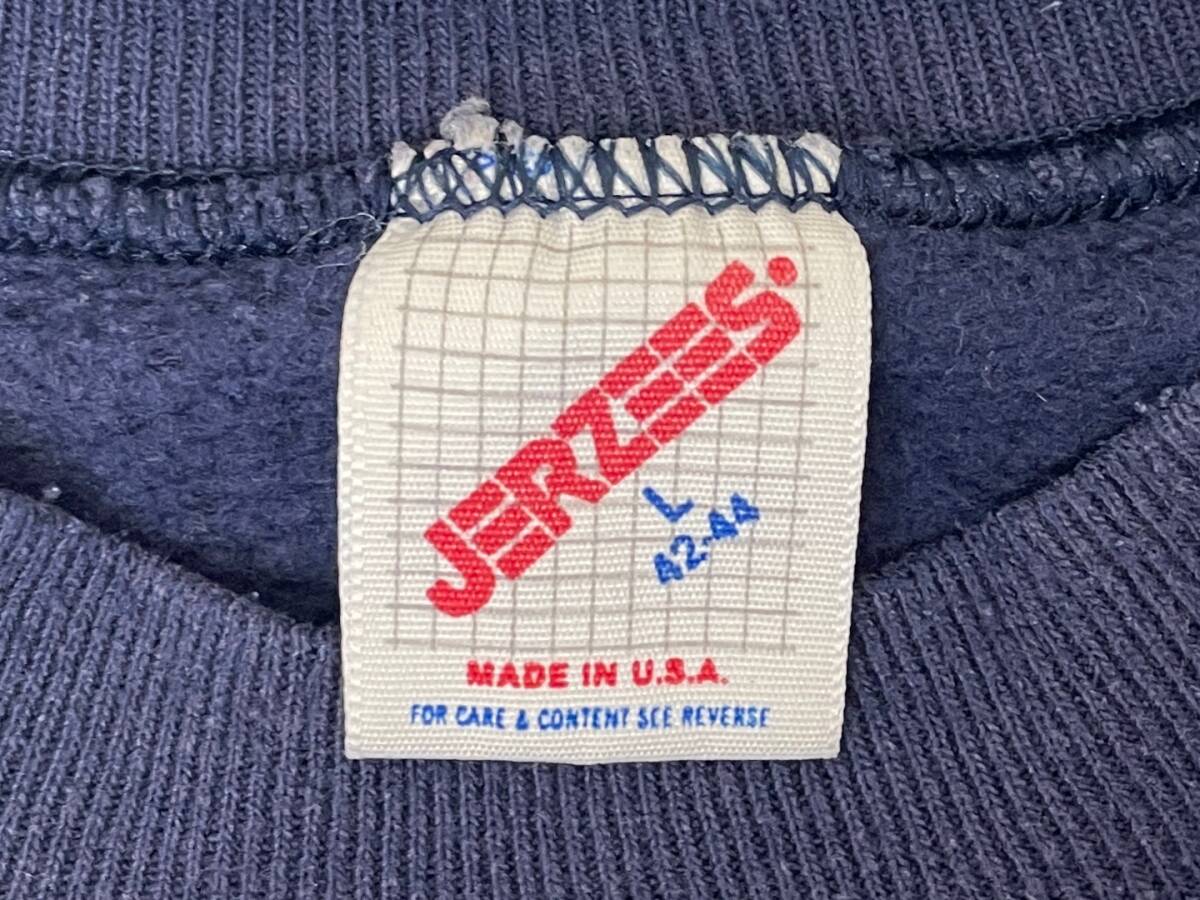 JERZEES.
L
42-44
MADE IN U.S.A.
FOR CARE & CONTENT SEE REVERSE